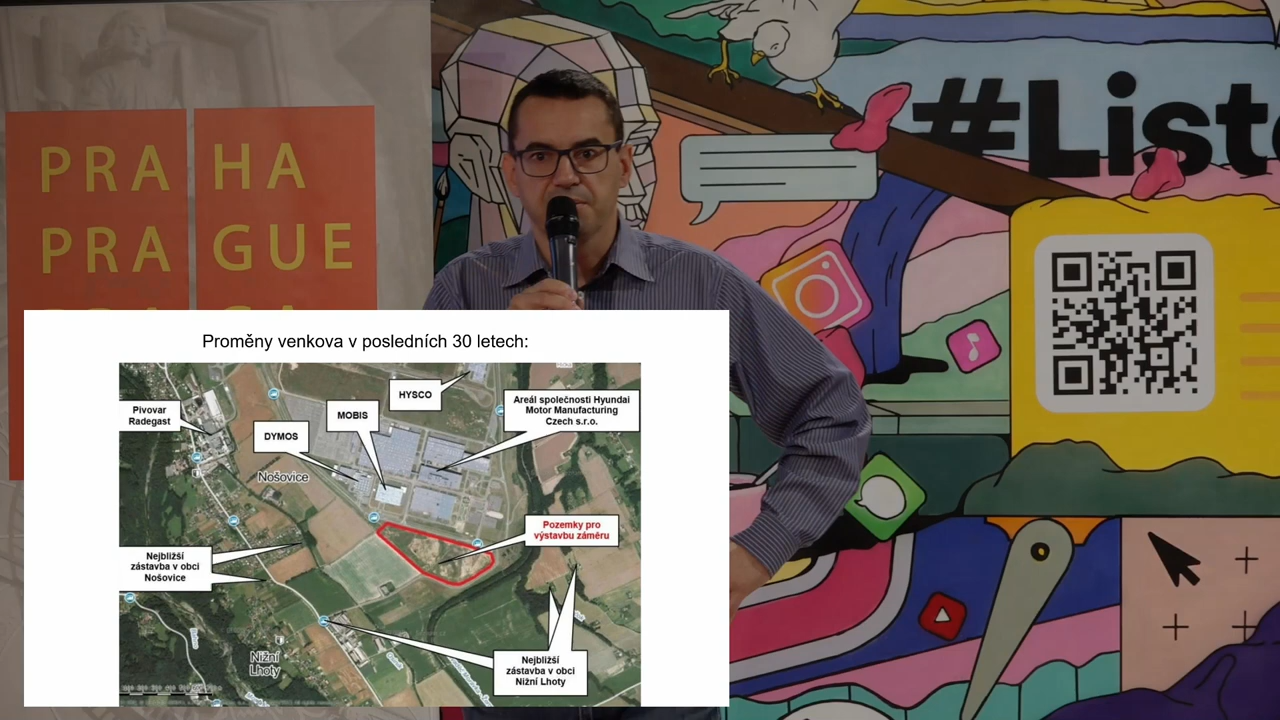 PRA HA
PRA GUE
#List
Proměny venkova v posledních 30 letech:
HYSCO
Pivovar
Radegast
MOBIS
Areál společnosti Hyundai
Motor Manufacturing
Czech s.r.o.
DYMOS
Nošovice
Pozemky pro
výstavbu záměru
Nejbližší
zástavba v obci
Nošovice
Nižní
Lhoty
Nejbližší
zástavba v obci
Nižní Lhoty